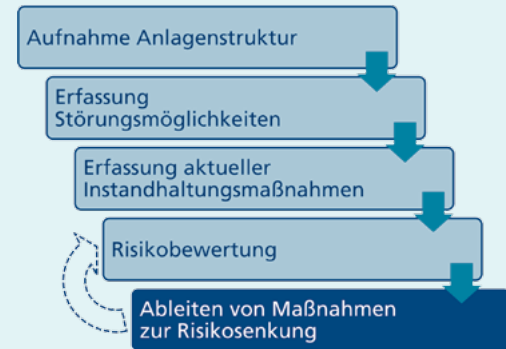 Aufnahme Anlagenstruktur
Erfassung
Störungsmöglichkeiten
Erfassung aktueller
Instandhaltungsmaßnahmen
Risikobewertung
Ableiten von Maßnahmen
zur Risikosenkung